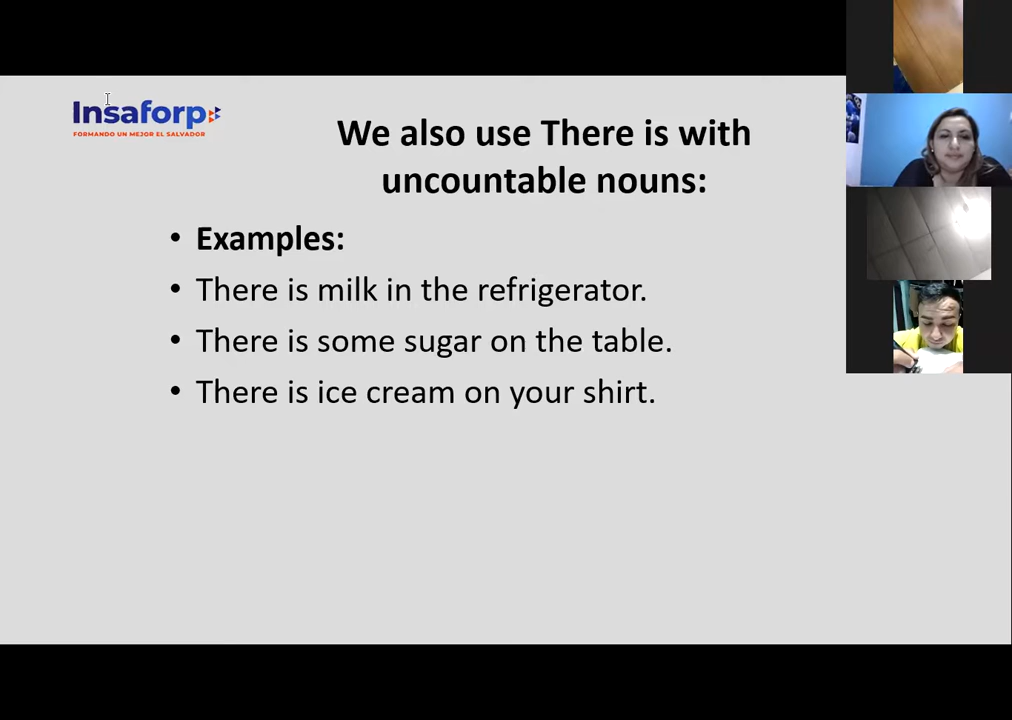 Insaforp
FORMANDO UN MEJOR EL SALVADOR
We also use There is with
uncountable nouns:
• Examples:
• There is milk in the refrigerator.
• There is some sugar on the table.
• There is ice cream on your shirt.